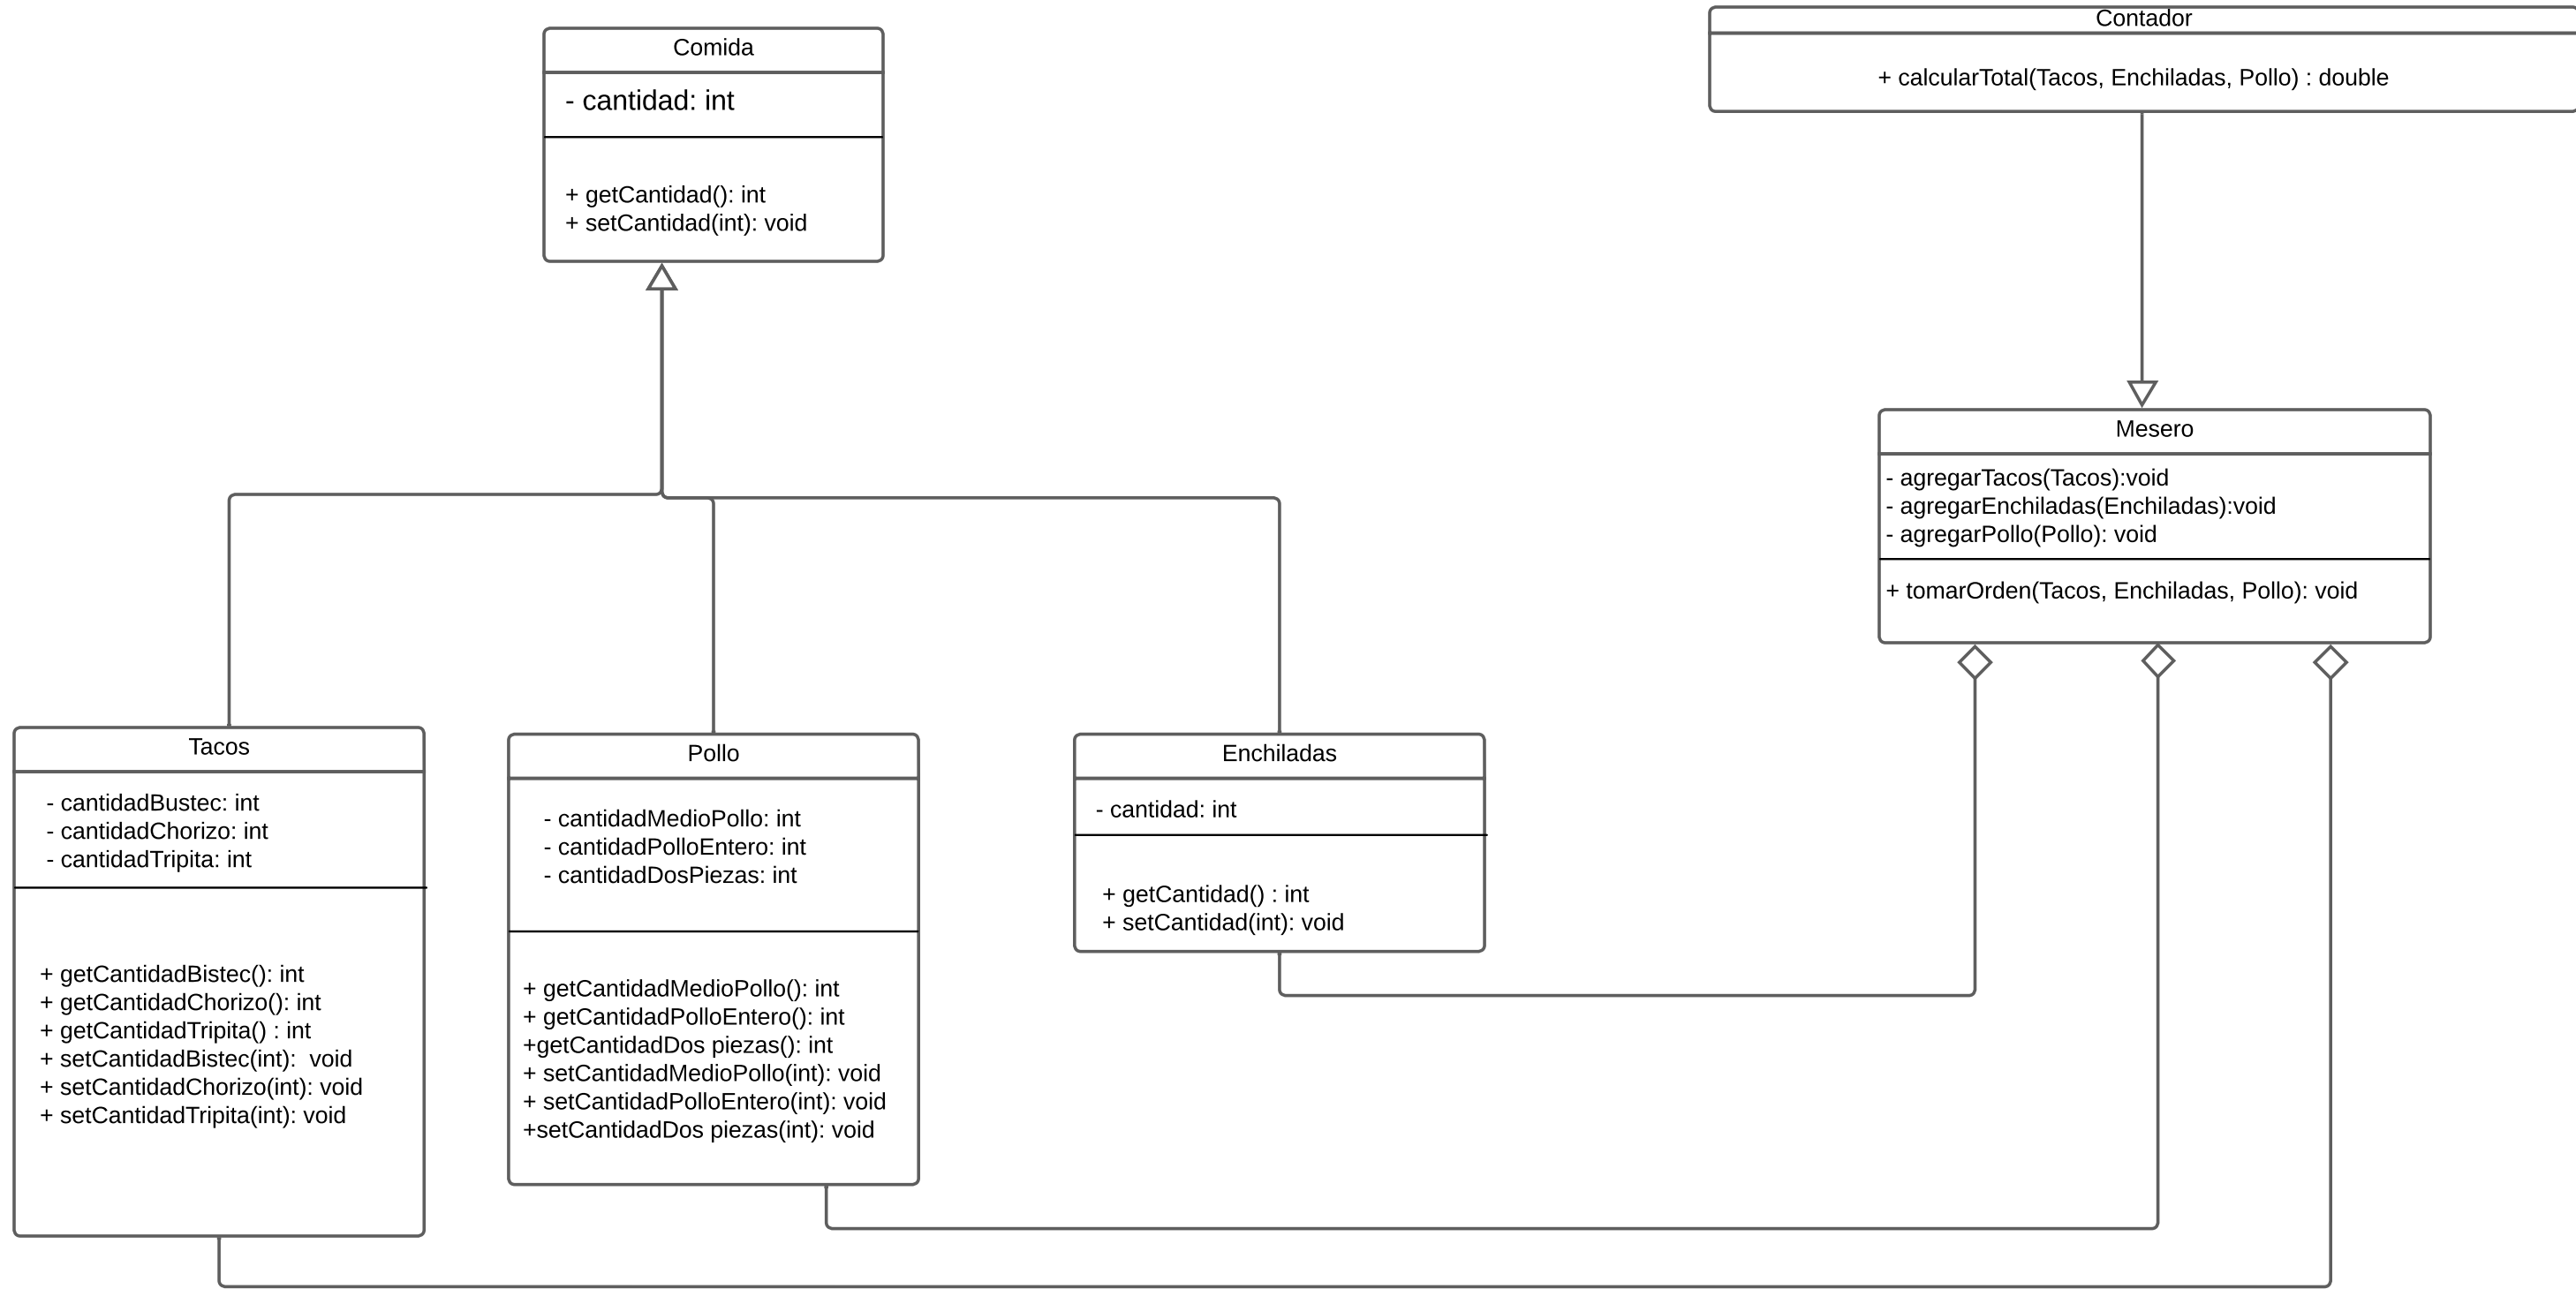 Comida
- cantidad: int
+ getCantidad(): int
+ setCantidad(int): void
Contador
+ calcularTotal(Tacos, Enchiladas, Pollo) : double
Mesero
- agregarTacos(Tacos):void
- agregarEnchiladas(Enchiladas):void
- agregarPollo(Pollo): void
+ tomarOrden(Tacos, Enchiladas, Pollo): void
Tacos
- cantidadBustec: int
- cantidadChorizo: int
- cantidadTripita: int
+ getCantidadBistec(): int
+ getCantidadChorizo(): int
+ getCantidadTripita() : int
+ setCantidadBistec(int):  void
+ setCantidadChorizo(int): void
+ setCantidadTripita(int): void
Pollo
- cantidadMedioPollo: int
- cantidadPolloEntero: int
- cantidadDosPiezas: int
+ getCantidadMedioPollo(): int
+ getCantidadPolloEntero(): int
+getCantidadDos piezas(): int
+ setCantidadMedioPollo(int): void
+ setCantidadPolloEntero(int): void
+setCantidadDos piezas(int): void
Enchiladas
- cantidad: int
+ getCantidad() : int
+ setCantidad(int): void